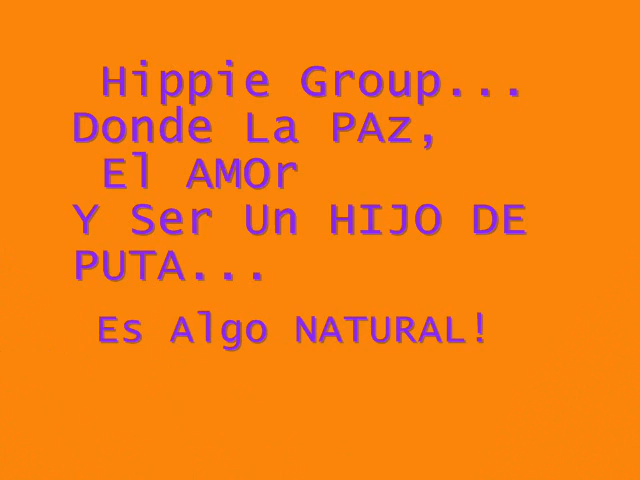 Hippie Group...
Donde La PAz,
El AMOr
Y Ser Un HIJO DE
PUTA...
Es Algo NATURAL!